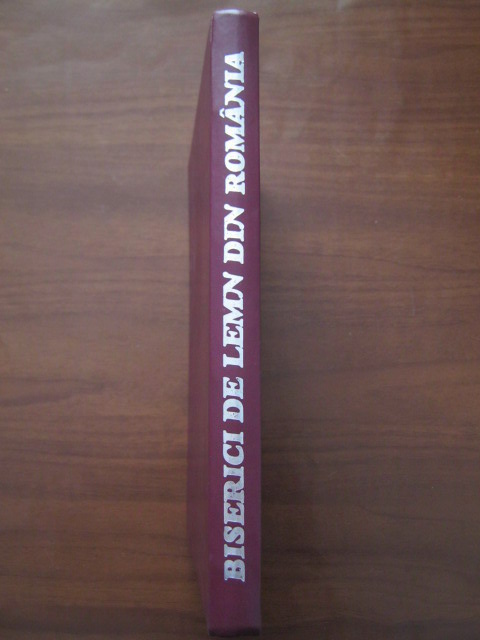 BISERICI DE LEMN DIN ROMÂNIA